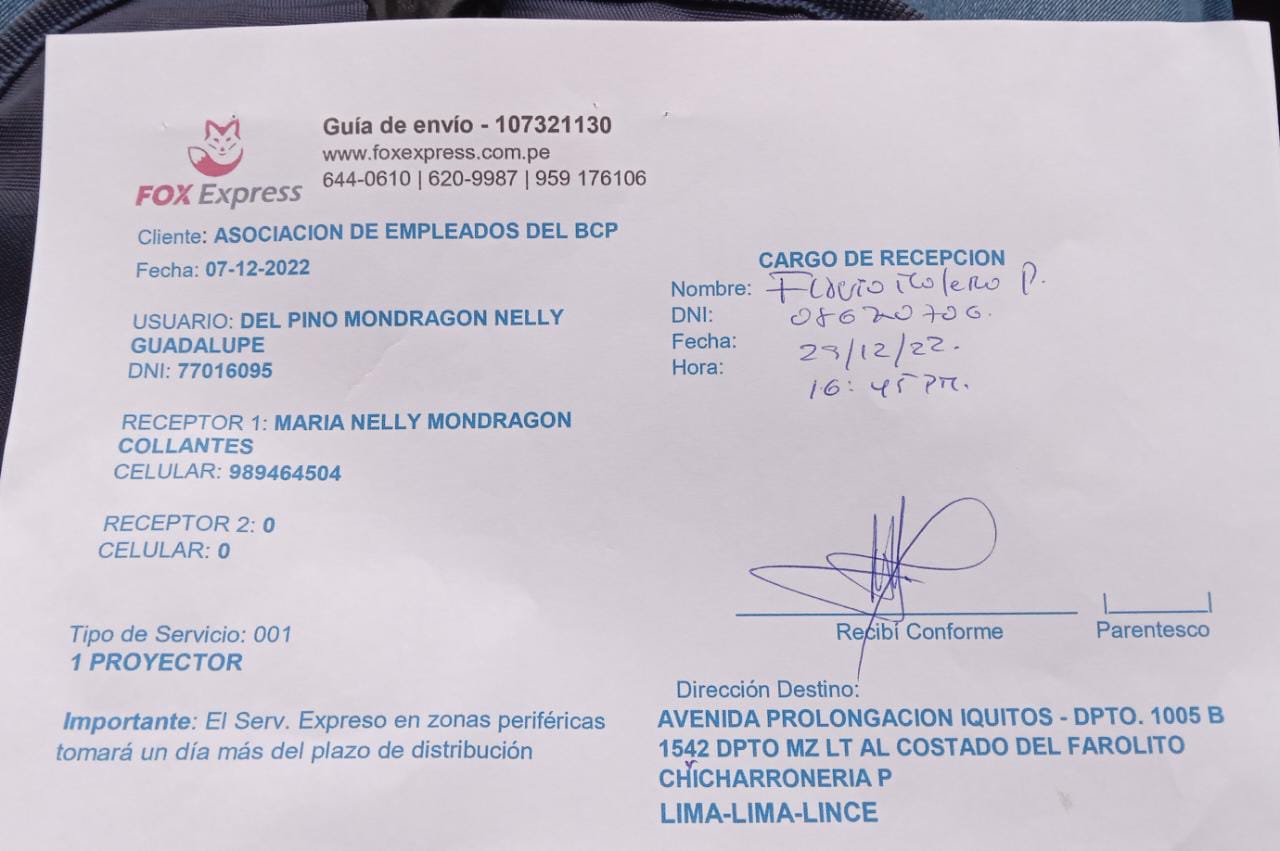 FOX Express
Guía de envío - 107321130
www.foxexpress.com.pe
644-0610 | 620-9987 | 959 176106
Cliente: ASOCIACION DE EMPLEADOS DEL BCP
Fecha: 07-12-2022
USUARIO: DEL PINO MONDRAGON NELLY
GUADALUPE
DNI: 77016095
RECEPTOR 1: MARIA NELLY MONDRAGON
COLLANTES
CELULAR: 989464504
RECEPTOR 2: 0
CELULAR: 0
Tipo de Servicio: 001
1 PROYECTOR
Importante: El Serv. Expreso en zonas periféricas
tomará un día más del plazo de distribución
CARGO DE RECEPCION
Nombre: P.
DNI: 08620706.
Fecha: 29/12/22.
Hora: 16:45 PM.
Recibí Conforme
Parentesco
Dirección Destino:
AVENIDA PROLONGACION IQUITOS - DPTO. 1005 B
1542 DPTO MZ LT AL COSTADO DEL FAROLITO
CHICHARRONERIA P
LIMA-LIMA-LINCE